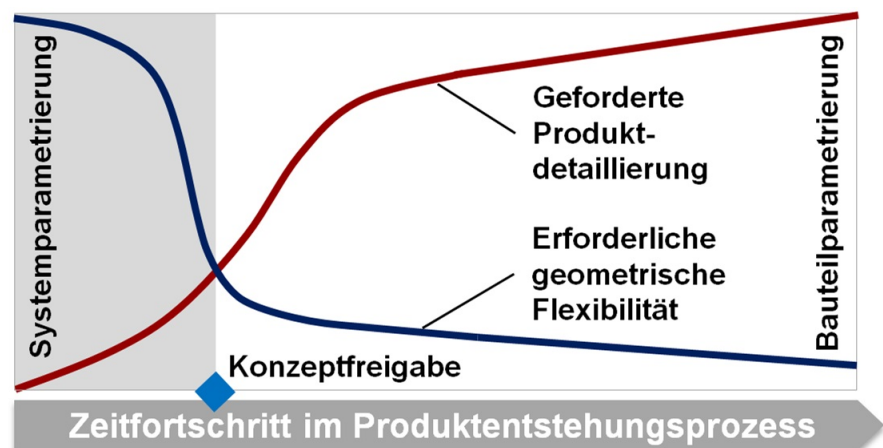 Systemparametrierung
Geforderte
Produkt-
detaillierung
Erforderliche
geometrische
Flexibilität
Bauteilparametrierung
Konzeptfreigabe
Zeitfortschritt im Produktentstehungsprozess